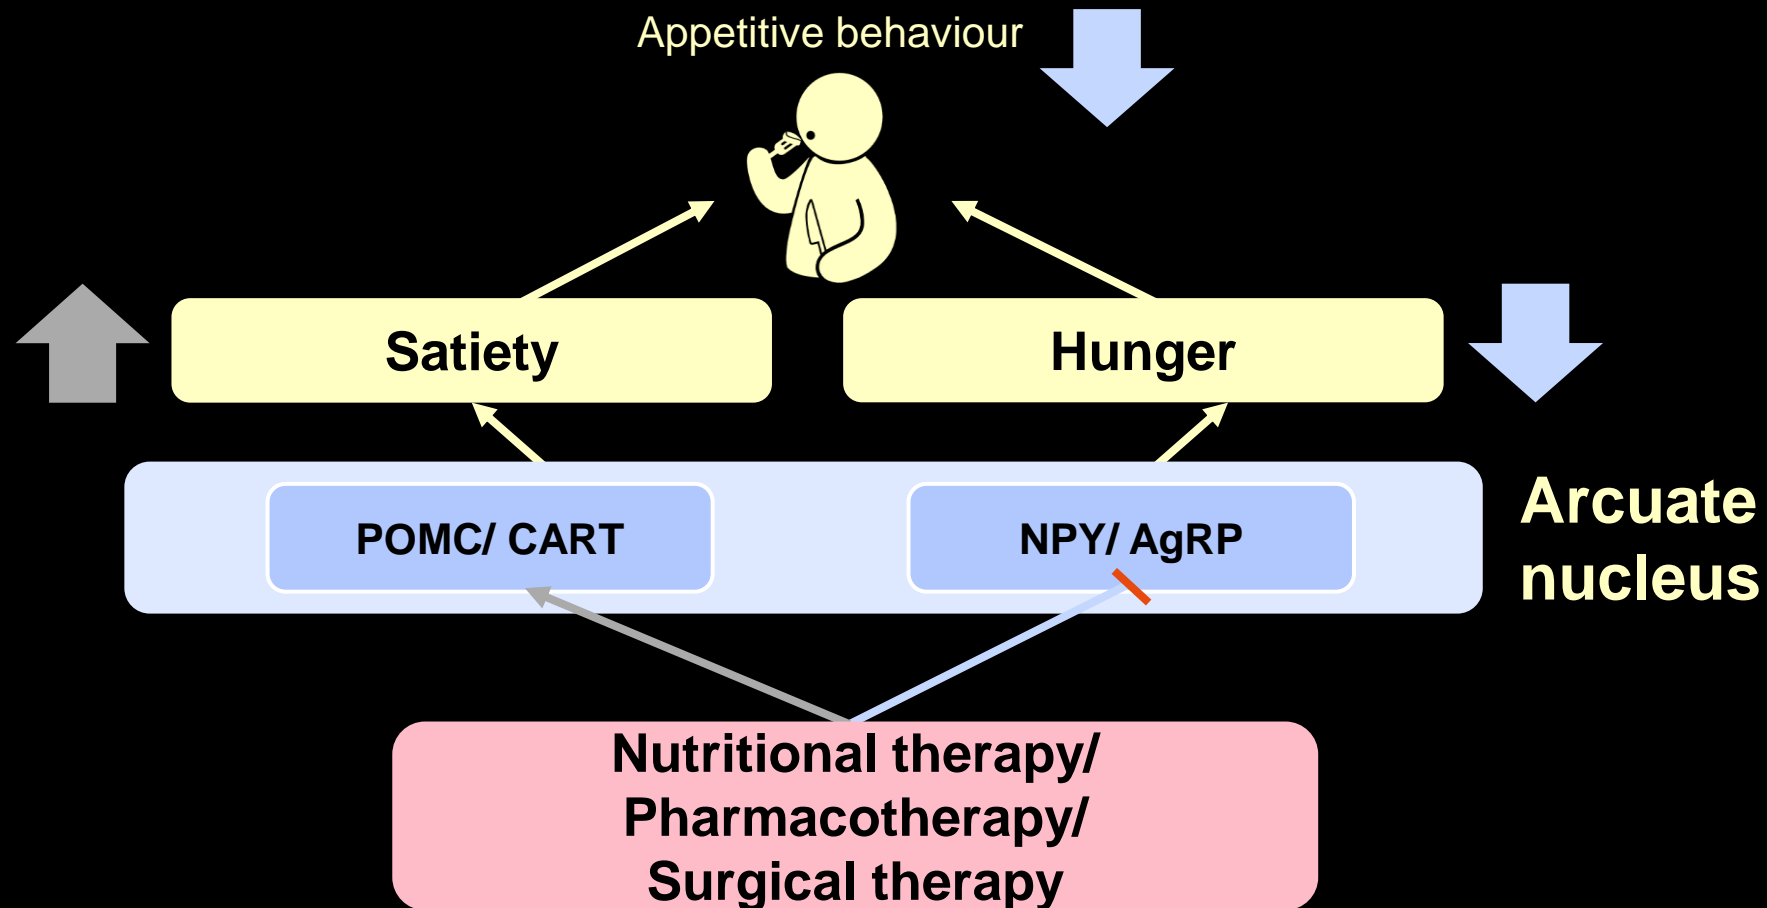 Appetitive behaviour
Satiety
Hunger
POMC/ CART
NPY/ AgRP
Arcuate
nucleus
Nutritional therapy/
Pharmacotherapy/
Surgical therapy